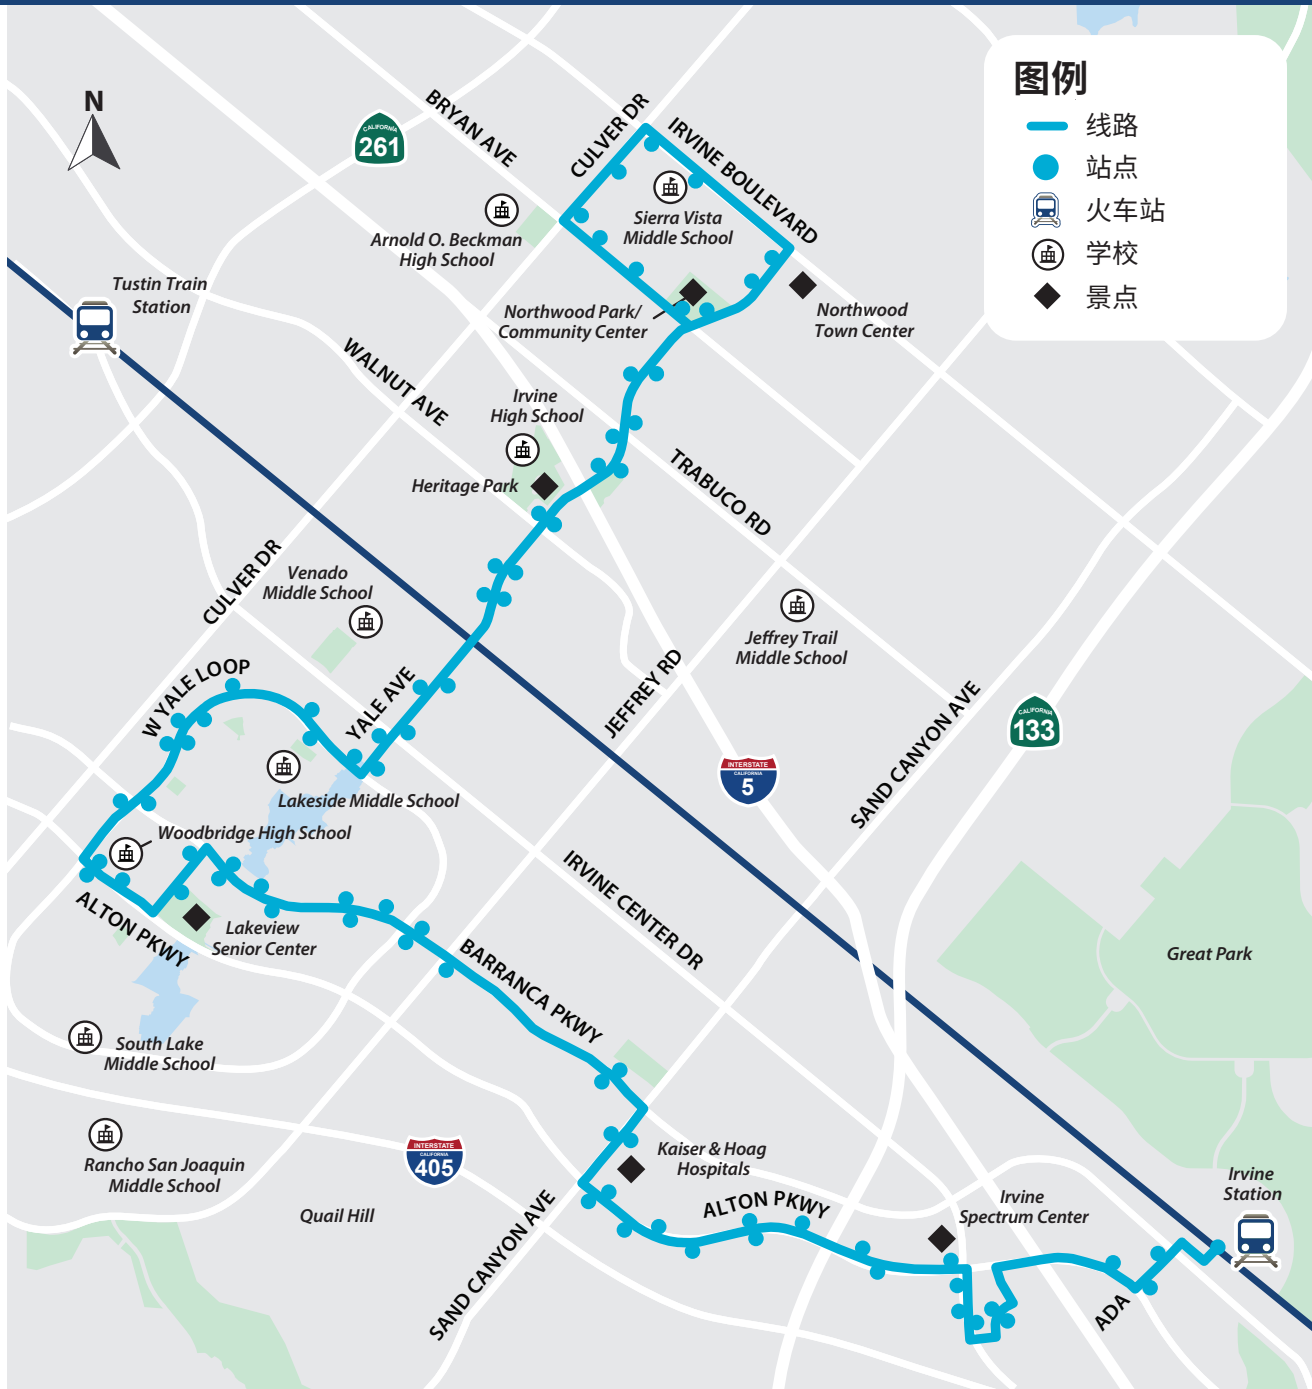 图例
线路
站点
火车站
学校
景点
N
CALIFORNIA
261
BRYAN AVE
CULVER DR
IRVINE BOULEVARD
Sierra Vista
Middle School
Arnold O. Beckman
High School
Tustin Train
Station
Northwood Park/
Community Center
Northwood
Town Center
WALNUT AVE
Irvine
High School
Heritage Park
TRABUCO RD
CULVER DR
Venado
Middle School
Jeffrey Trail
Middle School
W YALE LOOP
YALE AVE
JEFFREY RD
SAND CANYON AVE
CALIFORNIA
133
INTERSTATE
CALIFORNIA
5
Lakeside Middle School
Woodbridge High School
IRVINE CENTER DR
ALTON PKWY
Lakeview
Senior Center
BARRANCA PKWY
Great Park
South Lake
Middle School
Rancho San Joaquin
Middle School
INTERSTATE
CALIFORNIA
405
Kaiser & Hoag
Hospitals
Quail Hill
SAND CANYON AVE
ALTON PKWY
Irvine
Spectrum Center
Irvine
Station
ADA